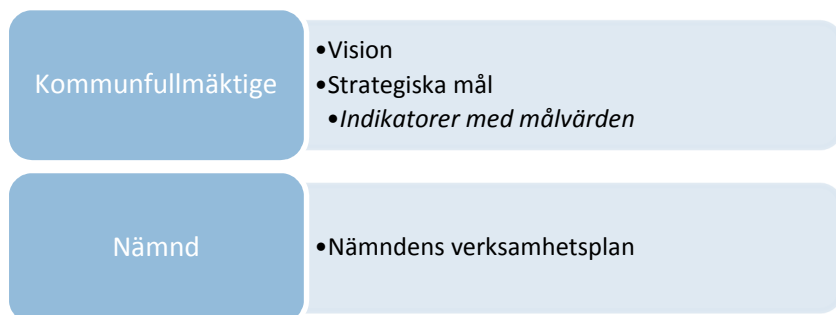 Kommunfullmäktige
•Vision
•Strategiska mål
•Indikatorer med målvärden
Nämnd
•Nämndens verksamhetsplan